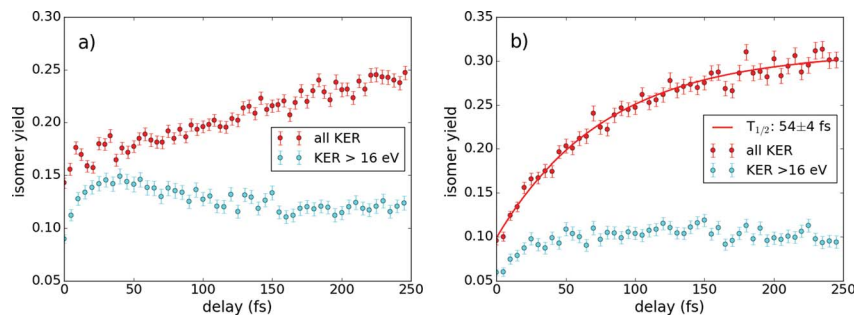 a)
isomer yield
0.30
0.25
0.20
0.15
0.10
0.05
all KER
KER > 16 eV
0
50
100
150
200
250
delay (fs)
b)
isomer yield
0.35
0.30
0.25
0.20
0.15
0.10
0.05
T1/2: 54±4 fs
all KER
KER >16 eV
0
50
100
150
200
250
delay (fs)